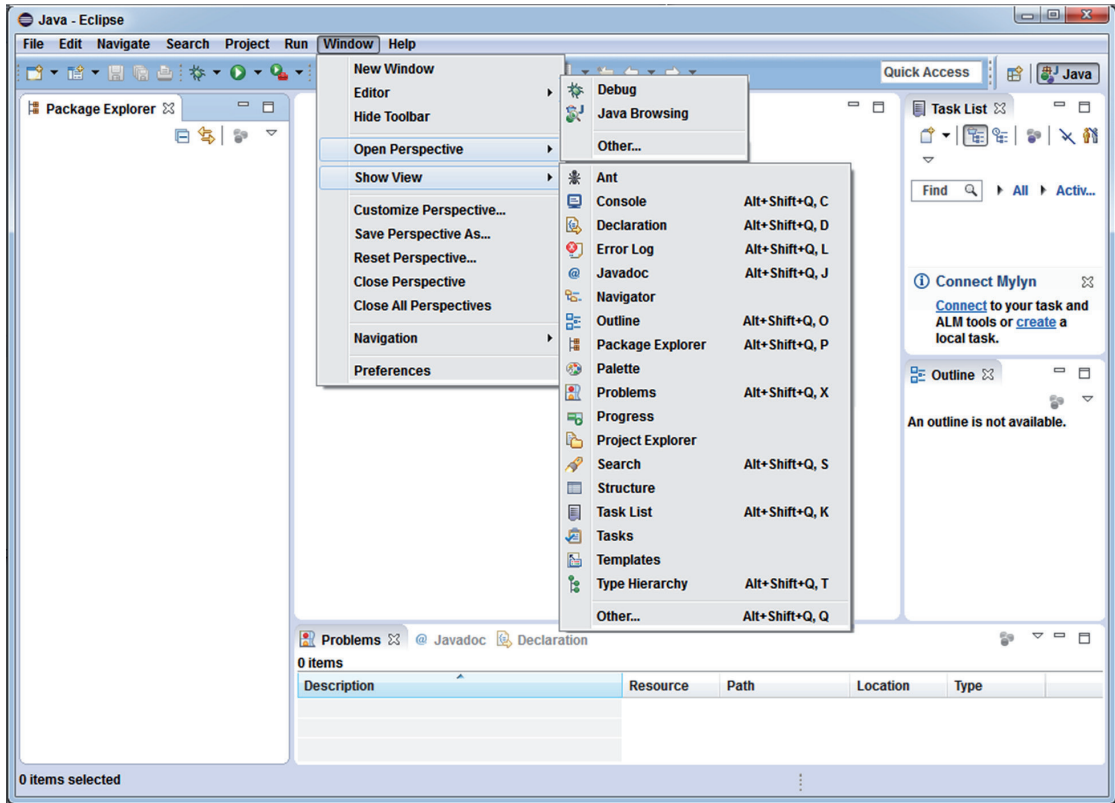 Java - Eclipse
File Edit Navigate Search Project Run Window Help
Quick Access Java
Package Explorer
New Window
Editor
Hide Toolbar
Open Perspective
Show View
Customize Perspective...
Save Perspective As...
Reset Perspective...
Close Perspective
Close All Perspectives
Navigation
Preferences
Debug
Java Browsing
Other...
Ant
Console Alt+Shift+Q, C
Declaration Alt+Shift+Q, D
Error Log Alt+Shift+Q, L
Javadoc Alt+Shift+Q, J
Navigator
Outline Alt+Shift+Q, O
Package Explorer Alt+Shift+Q, P
Palette
Problems Alt+Shift+Q, X
Progress
Project Explorer
Search Alt+Shift+Q, S
Structure
Task List Alt+Shift+Q, K
Tasks
Templates
Type Hierarchy Alt+Shift+Q, T
Other... Alt+Shift+Q, Q
Task List
Find All Activ...
Connect Mylyn
Connect to your task and
ALM tools or create a
local task.
Outline
An outline is not available.
Problems @ Javadoc Declaration
0 items
Description Resource Path Location Type
0 items selected